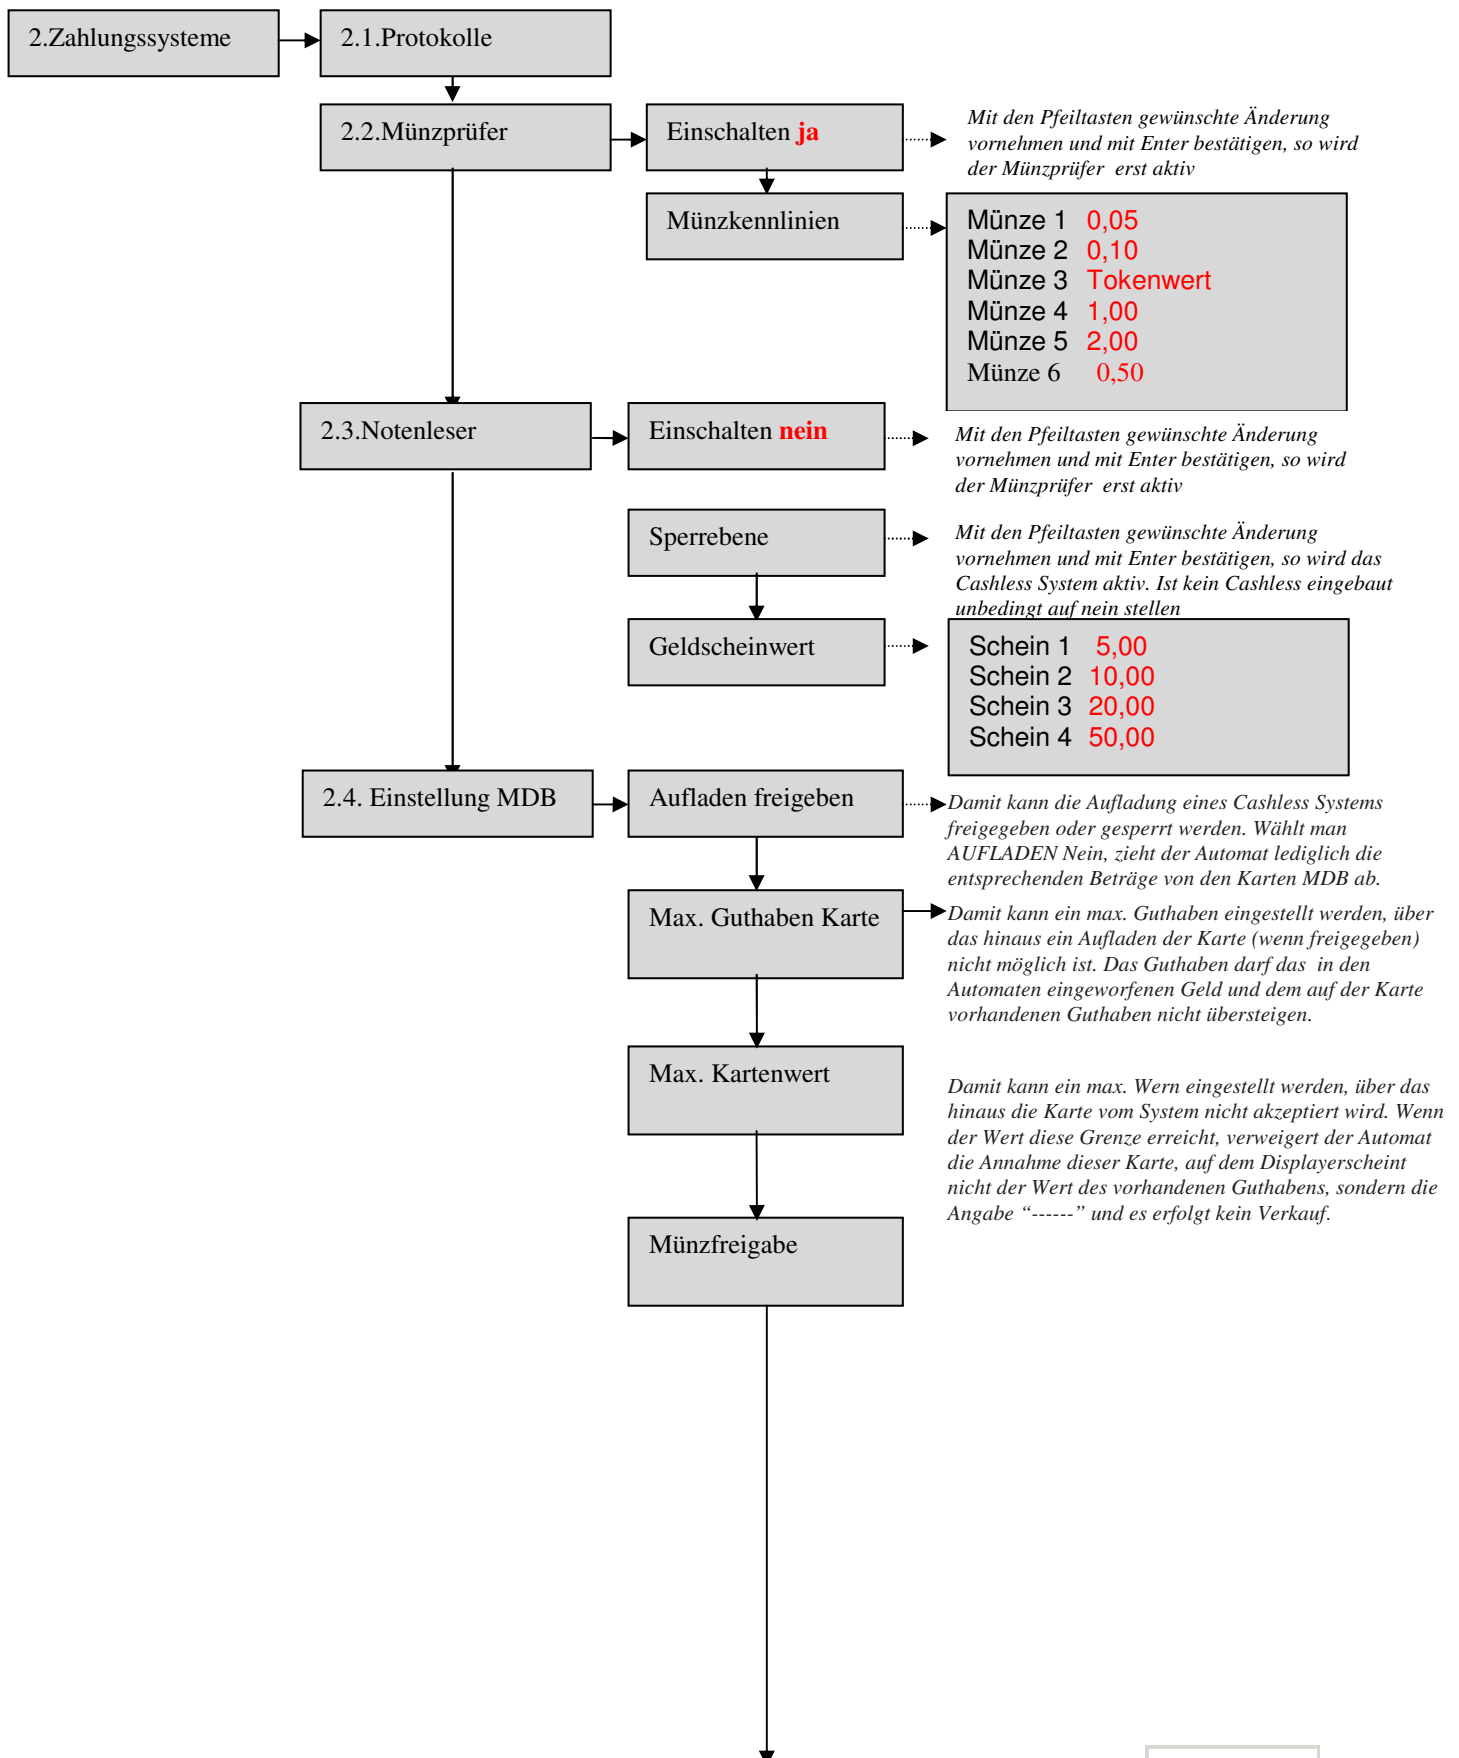 2.Zahlungssysteme
2.1.Protokolle
2.2.Münzprüfer
Einschalten ja
Mit den Pfeiltasten gewünschte Änderung
vornehmen und mit Enter bestätigen, so wird
der Münzprüfer  erst aktiv
Münzkennlinien
Münze 1  0,05
Münze 2  0,10
Münze 3  Tokenwert
Münze 4  1,00
Münze 5  2,00
Münze 6  0,50
2.3.Notenleser
Einschalten nein
Mit den Pfeiltasten gewünschte Änderung
vornehmen und mit Enter bestätigen, so wird
der Münzprüfer  erst aktiv
Sperrebene
Mit den Pfeiltasten gewünschte Änderung
vornehmen und mit Enter bestätigen, so wird das
Cashless System aktiv. Ist kein Cashless eingebaut
unbedingt auf nein stellen
Geldscheinwert
Schein 1  5,00
Schein 2  10,00
Schein 3  20,00
Schein 4  50,00
2.4. Einstellung MDB
Aufladen freigeben
Damit kann die Aufladung eines Cashless Systems
freigegeben oder gesperrt werden. Wählt man
AUFLADEN Nein, zieht der Automat lediglich die
entsprechenden Beträge von den Karten MDB ab.
Max. Guthaben Karte
Damit kann ein max. Guthaben eingestellt werden, über
das hinaus ein Aufladen der Karte (wenn freigegeben)
nicht möglich ist. Das Guthaben darf das  in den
Automaten eingeworfenen Geld und dem auf der Karte
vorhandenen Guthaben nicht übersteigen.
Max. Kartenwert
Damit kann ein max. Wern eingestellt werden, über das
hinaus die Karte vom System nicht akzeptiert wird. Wenn
der Wert diese Grenze erreicht, verweigert der Automat
die Annahme dieser Karte, auf dem Displayerscheint
nicht der Wert des vorhandenen Guthabens, sondern die
Angabe “------” und es erfolgt kein Verkauf.
Münzfreigabe